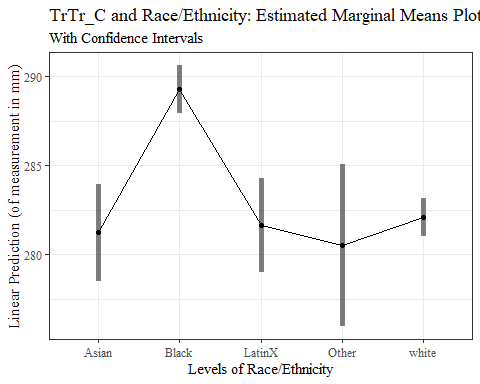 TrTr_C and Race/Ethnicity: Estimated Marginal Means Plot
With Confidence Intervals
Linear Prediction (of measurement in mm)
290
285
280
Asian Black LatinX Other white
Levels of Race/Ethnicity